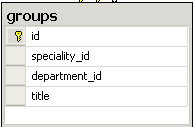 groups
id
speciality_id
department_id
title